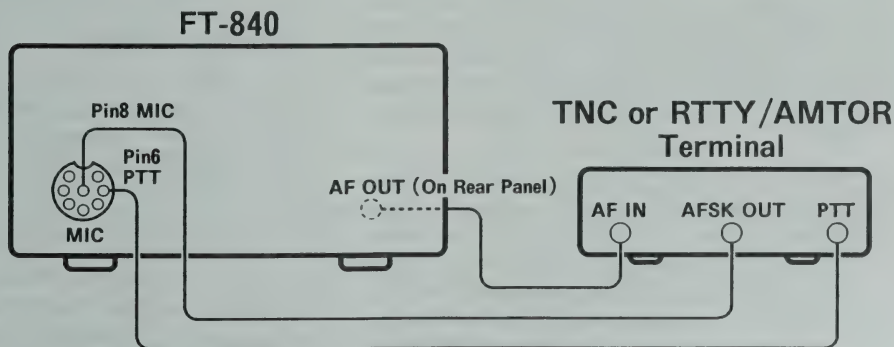 FT-840
Pin8 MIC
Pin6
PTT
MIC
AF OUT (On Rear Panel)
TNC or RTTY/AMTOR
Terminal
AF IN
AFSK OUT
PTT